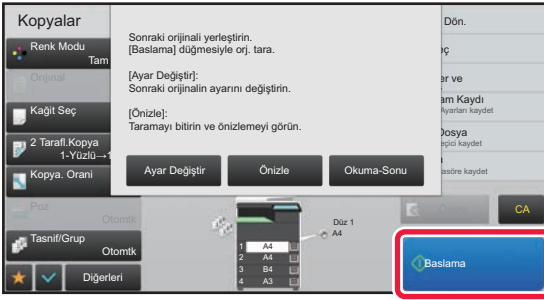 Kopyalar
Dön.
Renk Modu
Tam
Orijinal
Kağit Seç
2 Tarafl.Kopya
1-Yüzlü→1
Kopya. Orani
Poz
Otomtk
Tasnif/Grup
Otomtk
Diğerleri
Sonraki orijinali yerleştirin.
[Baslama] düğmesiyle orj. tara.
[Ayar Değiştir]:
Sonraki orijinalin ayarını değiştirin.
[Önizle]:
Taramayı bitirin ve önizlemeyi görün.
Ayar Değiştir
Önizle
Okuma-Sonu
er ve
am Kaydı
Ayarları kaydet
Dosya
eçici kaydet
asöre kaydet
Düz 1
A4
1 A4
2 A4
3 B4
4 A3
CA
Baslama